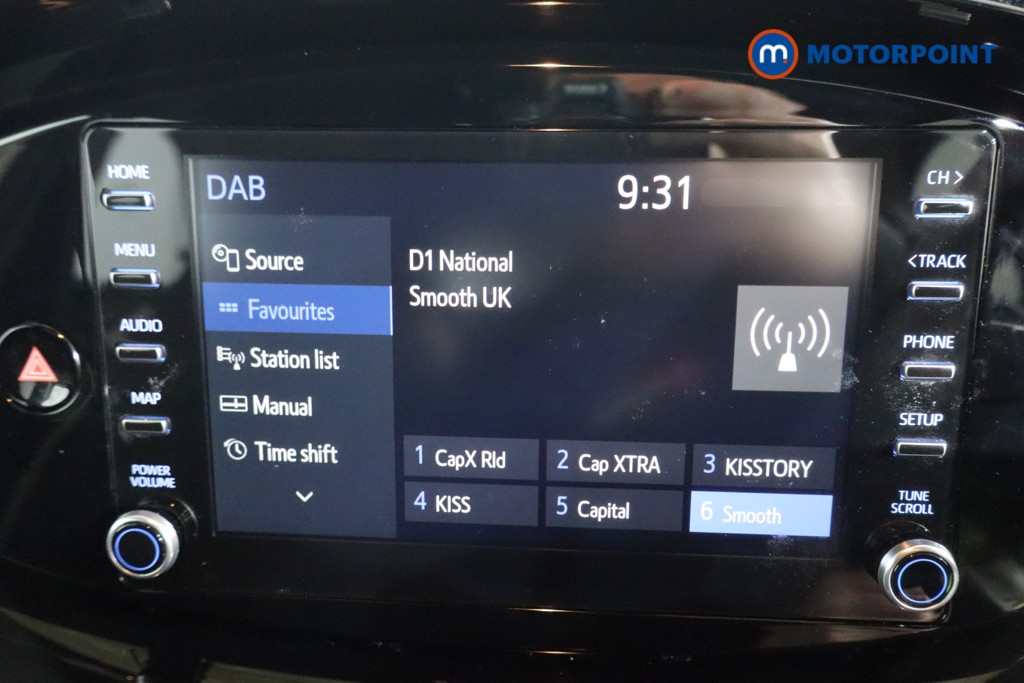 m MOTORPOINT
HOME
MENU
AUDIO
MAP
POWER
VOLUME
DAB
9:31
Source
Favourites
Station list
Manual
Time shift
D1 National
Smooth UK
1 CapX Rld
2 Cap XTRA
3 KISSTORY
4 KISS
5 Capital
6 Smooth
CH >
< TRACK
PHONE
SETUP
TUNE
SCROLL